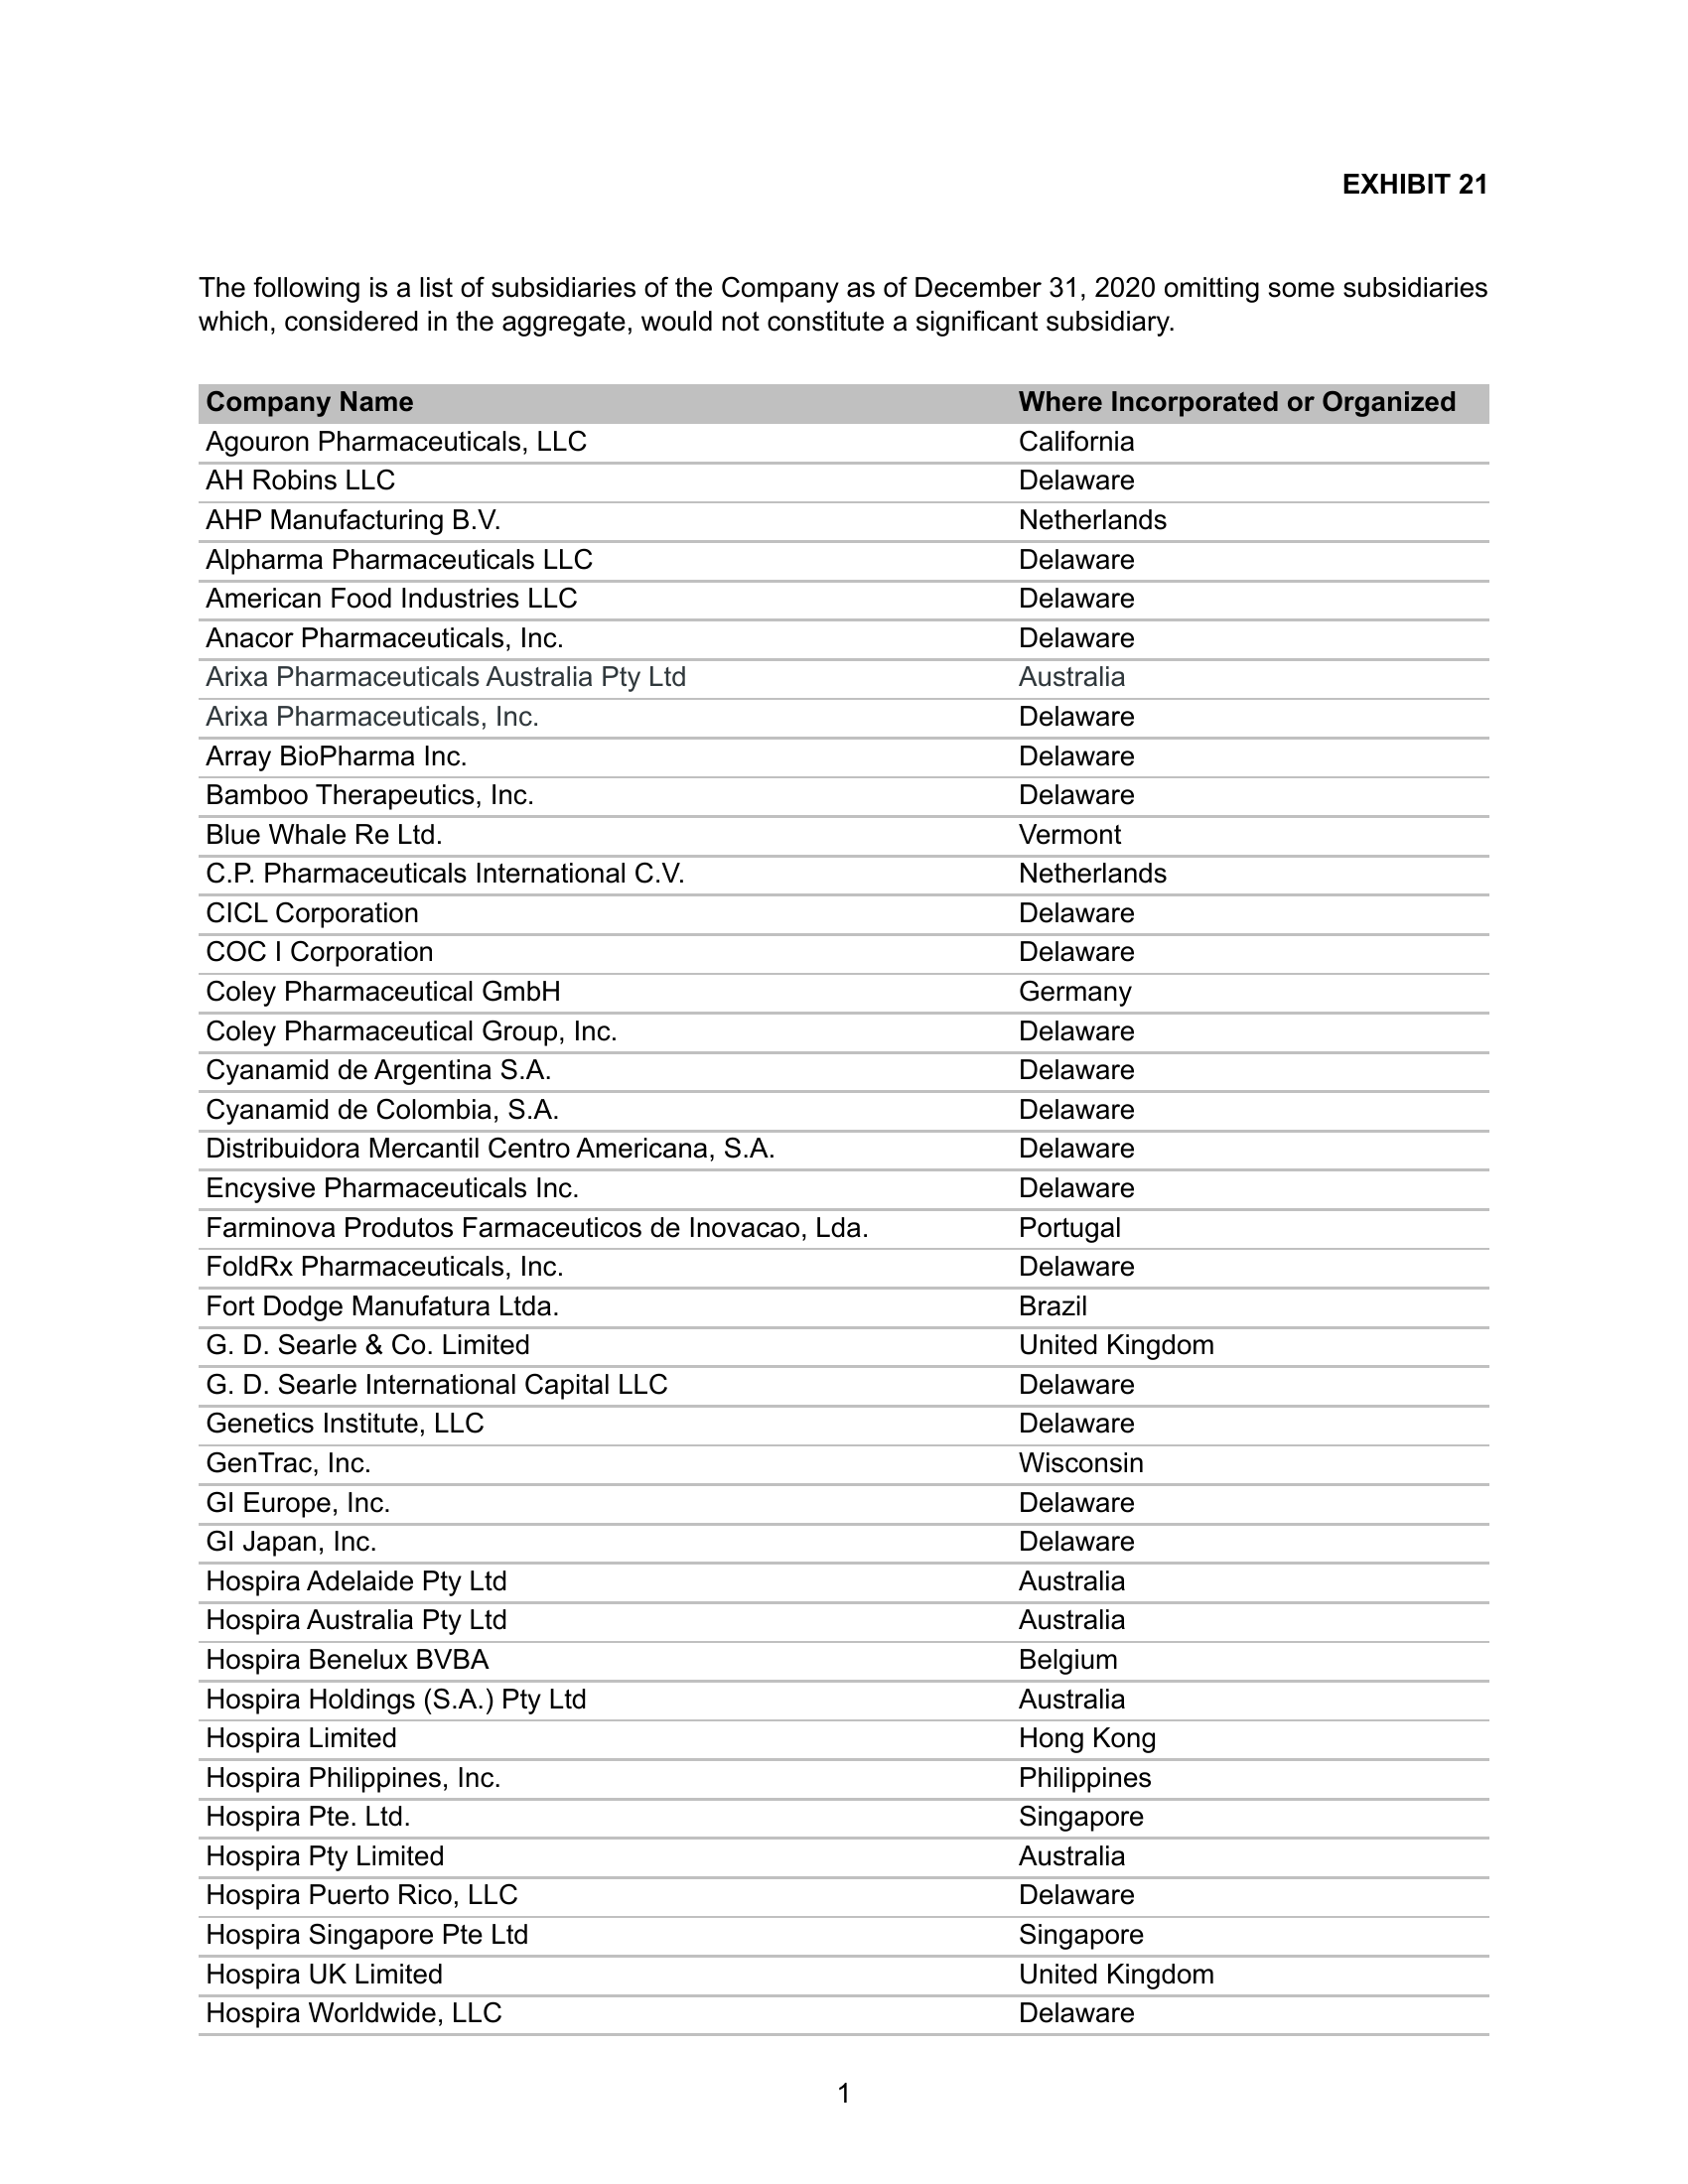 EXHIBIT 21
The following is a list of subsidiaries of the Company as of December 31, 2020 omitting some subsidiaries
which, considered in the aggregate, would not constitute a significant subsidiary.
Company Name Where Incorporated or Organized
Agouron Pharmaceuticals, LLC California
AH Robins LLC Delaware
AHP Manufacturing B.V. Netherlands
Alpharma Pharmaceuticals LLC Delaware
American Food Industries LLC Delaware
Anacor Pharmaceuticals, Inc. Delaware
Arixa Pharmaceuticals Australia Pty Ltd Australia
Arixa Pharmaceuticals, Inc. Delaware
Array BioPharma Inc. Delaware
Bamboo Therapeutics, Inc. Delaware
Blue Whale Re Ltd. Vermont
C.P. Pharmaceuticals International C.V. Netherlands
CICL Corporation Delaware
COC I Corporation Delaware
Coley Pharmaceutical GmbH Germany
Coley Pharmaceutical Group, Inc. Delaware
Cyanamid de Argentina S.A. Delaware
Cyanamid de Colombia, S.A. Delaware
Distribuidora Mercantil Centro Americana, S.A. Delaware
Encysive Pharmaceuticals Inc. Delaware
Farminova Produtos Farmaceuticos de Inovacao, Lda. Portugal
FoldRx Pharmaceuticals, Inc. Delaware
Fort Dodge Manufatura Ltda. Brazil
G. D. Searle & Co. Limited United Kingdom
G. D. Searle International Capital LLC Delaware
Genetics Institute, LLC Delaware
GenTrac, Inc. Wisconsin
GI Europe, Inc. Delaware
GI Japan, Inc. Delaware
Hospira Adelaide Pty Ltd Australia
Hospira Australia Pty Ltd Australia
Hospira Benelux BVBA Belgium
Hospira Holdings (S.A.) Pty Ltd Australia
Hospira Limited Hong Kong
Hospira Philippines, Inc. Philippines
Hospira Pte. Ltd. Singapore
Hospira Pty Limited Australia
Hospira Puerto Rico, LLC Delaware
Hospira Singapore Pte Ltd Singapore
Hospira UK Limited United Kingdom
Hospira Worldwide, LLC Delaware
1